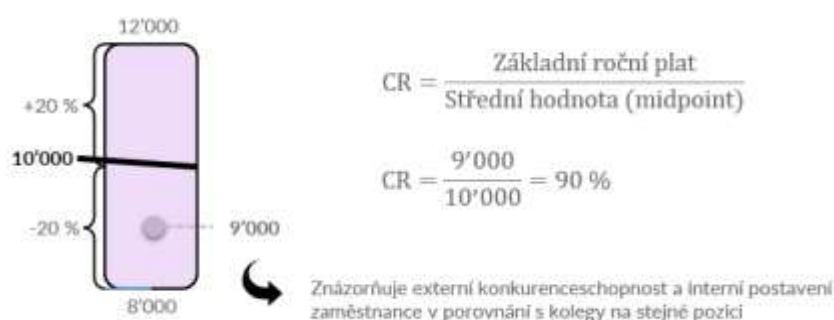 12'000
+20 %
10'000
-20 %
9'000
8'000
CR = Základní roční plat / Střední hodnota (midpoint)
CR = 9'000 / 10'000 = 90 %
Znázorňuje externí konkurenceschopnost a interní postavení
zaměstnance v porovnání s kolegy na stejné pozici